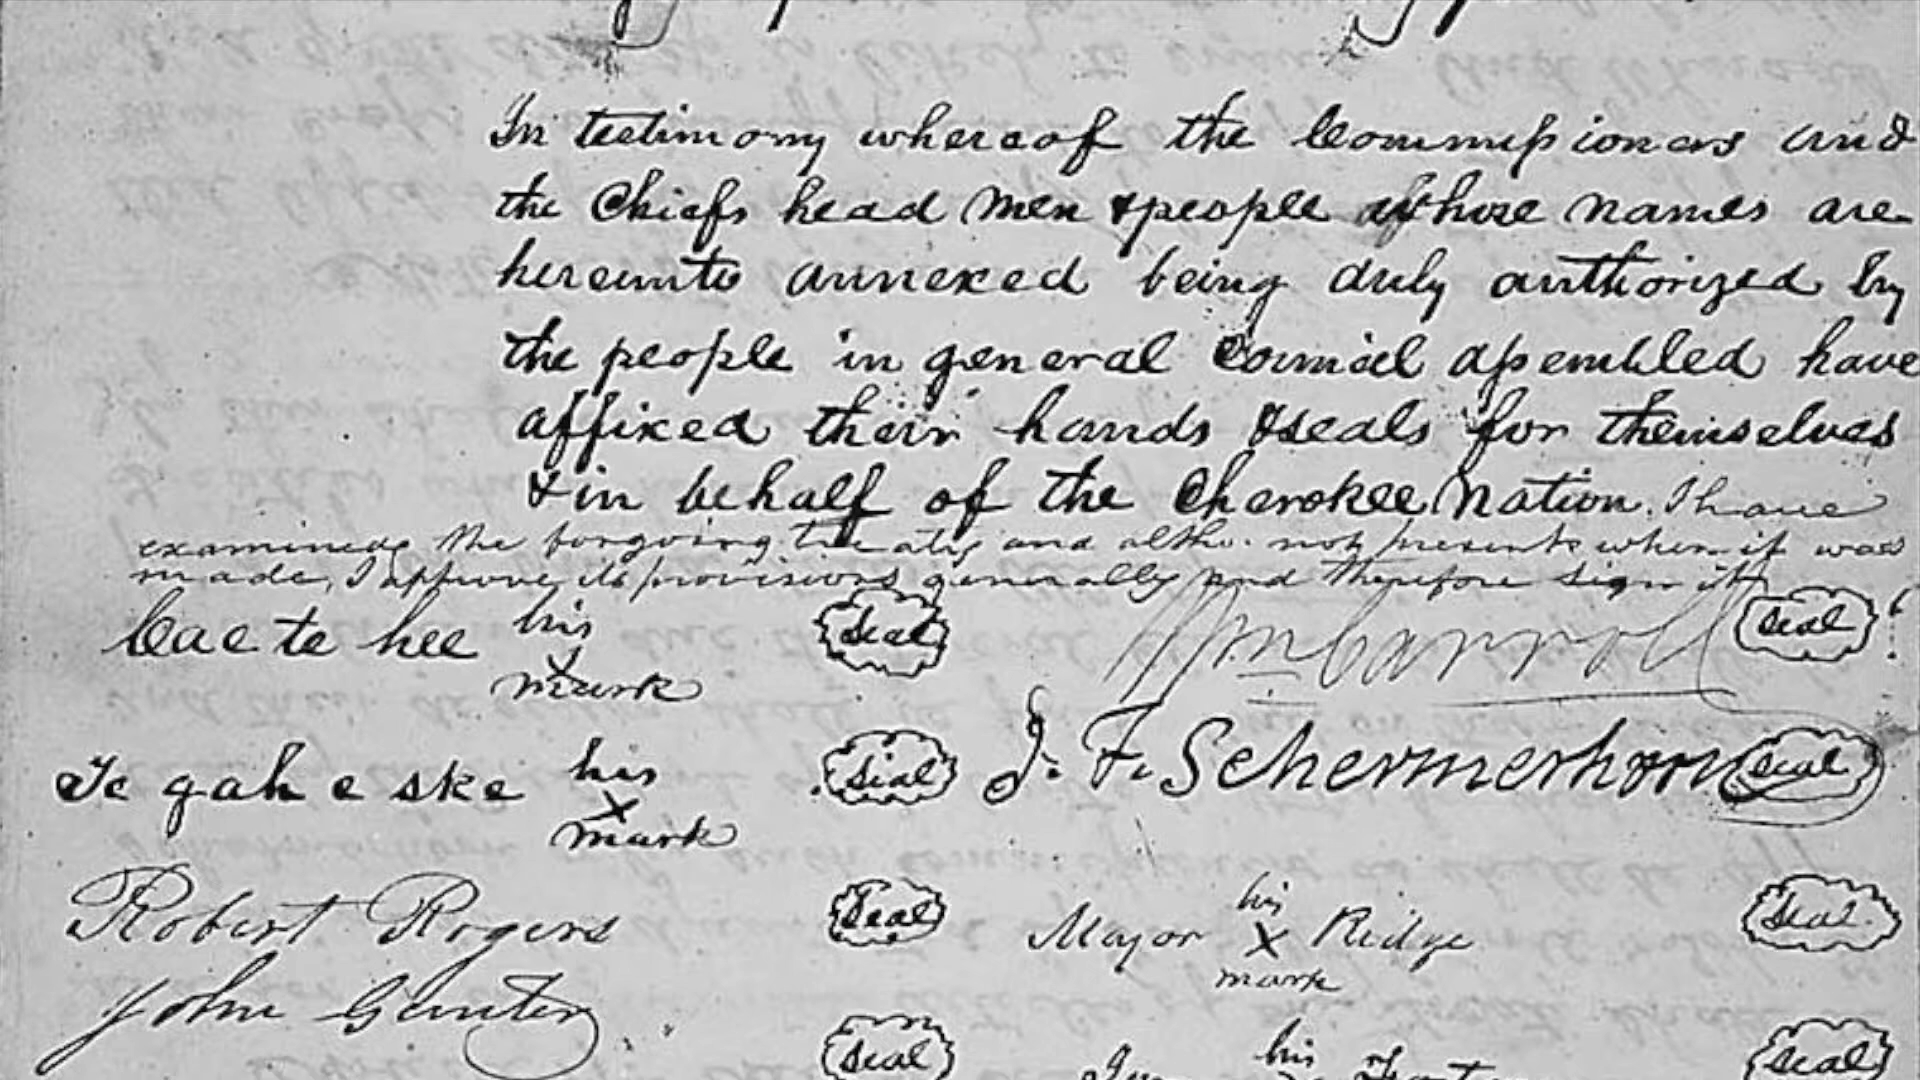 In testimony whereof the Commissioners and
the Chiefs head men & people whose names are
hereunto annexed being duly authorized by
the people in general council assembled have
affixed their hands & seals for themselves
& in behalf of the Cherokee Nation. I have
examined the forgoing treaty and altho. not present when it was
made, I approve its provisions generally and therefore sign it
Cae te hee his x mark Seal
Wm Carroll Seal
Te gah e ske his x mark Seal
J. F. Schermerhorn Seal
Robert Rogers Seal
Mayor his x mark Ridge Seal
John Gunter Seal
his
Seal